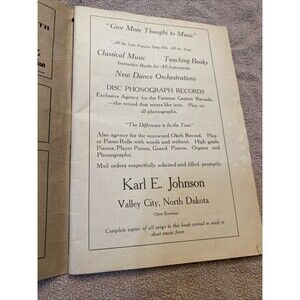 "Give More Thought to Music"
"All the Late Popular Song Hits All the Time"
Classical Music Teaching Books
Instruction Books for All Instruments
New Dance Orchestrations
DISC PHONOGRAPH RECORDS
Exclusive Agency for the Famous Gennett Records,
—the record that wears like iron. Play on
all phonographs.
"The Difference is In the Tone"
Also agency for the renowned Okeh Record. Play-
er Piano Rolls with words and without. High grade
Pianos, Player Pianos, Grand Pianos, Organs and
Phonographs.
Mail orders respectfully solicited and filled promptly.
Karl E. Johnson
Valley City, North Dakota
Open Evenings
Complete copies of all songs in this book carried in stock in
sheet music form.